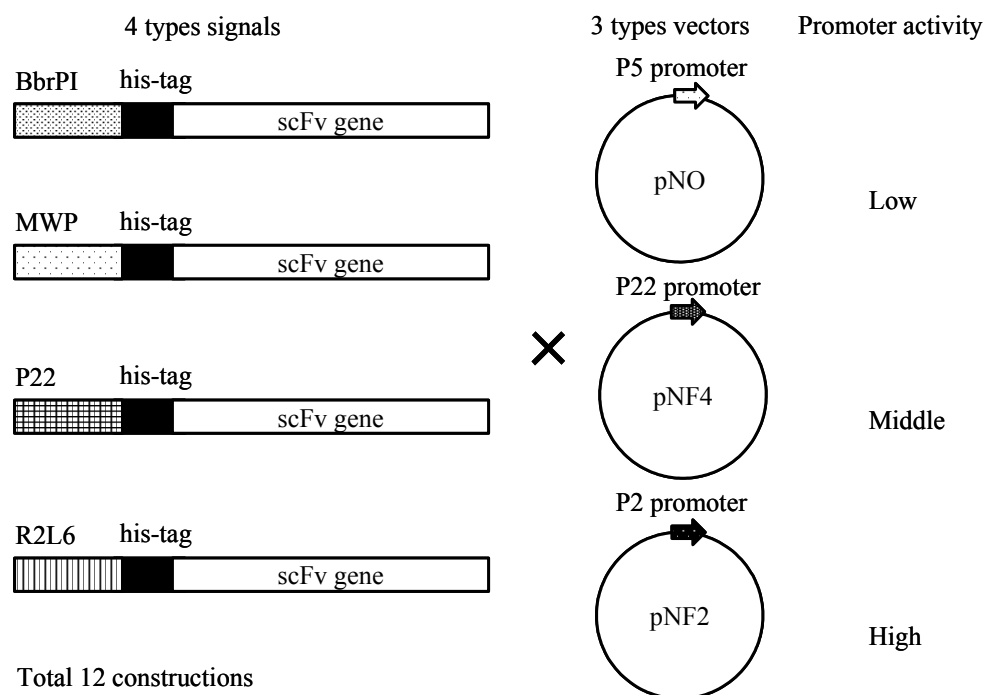 4 types signals
3 types vectors
Promoter activity
BbrPI his-tag
scFv gene
MWP his-tag
scFv gene
P22 his-tag
scFv gene
R2L6 his-tag
scFv gene
Total 12 constructions
×
P5 promoter
pNO
Low
P22 promoter
pNF4
Middle
P2 promoter
pNF2
High